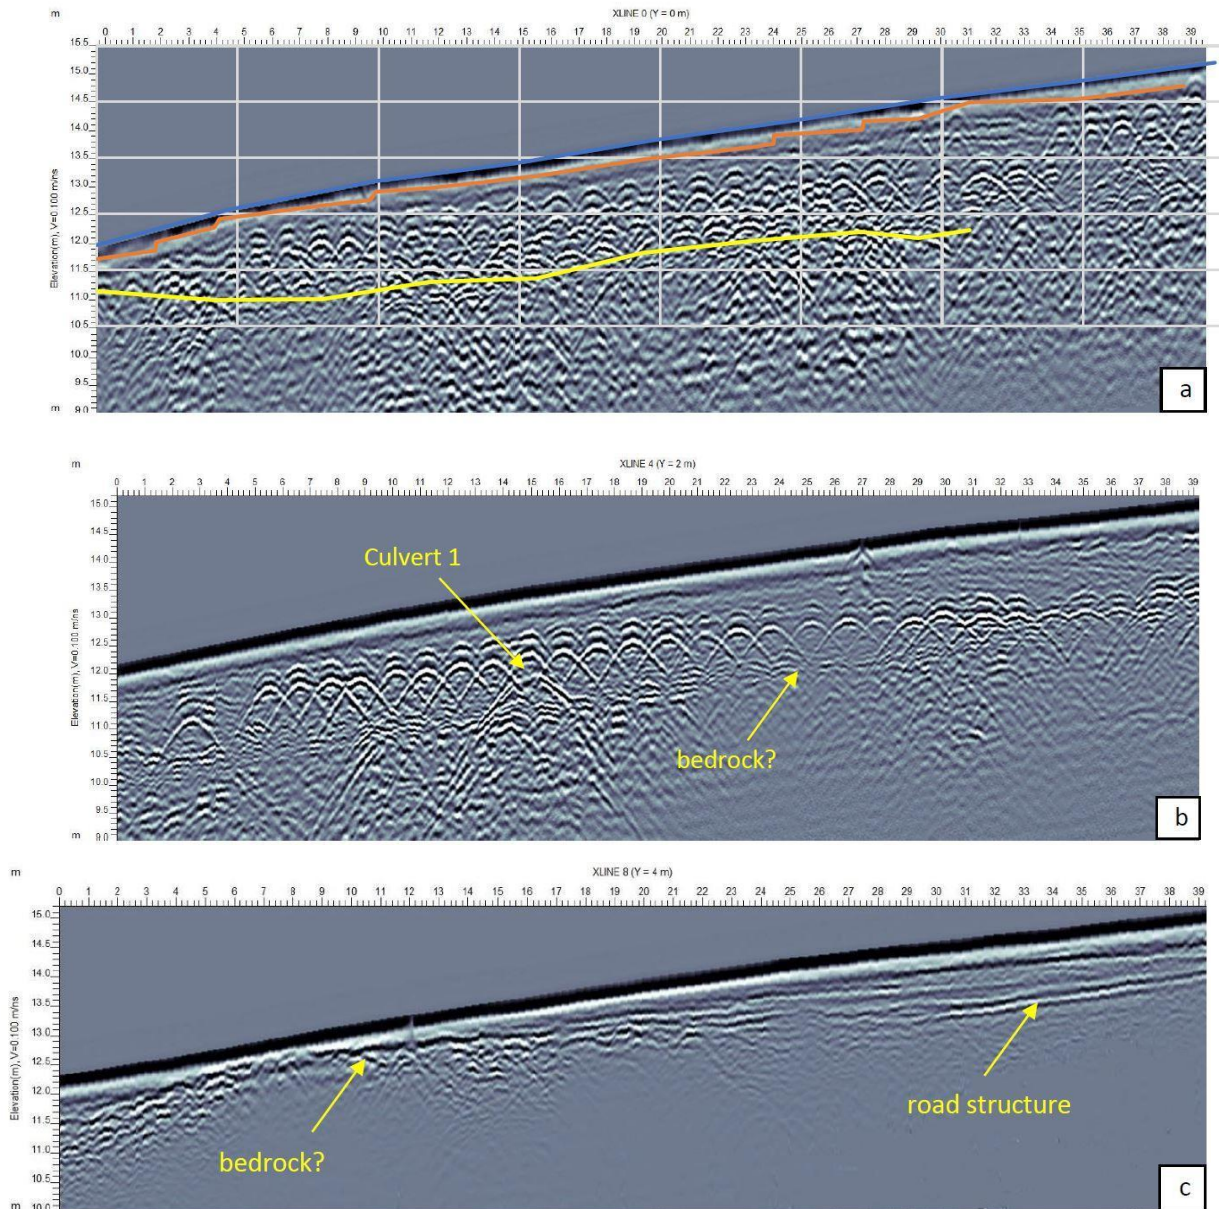 XLINE 0 (Y = 0 m)
m
0 1 2 3 4 5 6 7 8 9 10 11 12 13 14 15 16 17 18 19 20 21 22 23 24 25 26 27 28 29 30 31 32 33 34 35 36 37 38 39
15.5
15.0
14.5
14.0
13.5
13.0
12.5
12.0
11.5
11.0
10.5
10.0
9.5
9.0
Elevation(m), V=0.100 m/ns
m
a
XLINE 4 (Y = 2 m)
m
0 1 2 3 4 5 6 7 8 9 10 11 12 13 14 15 16 17 18 19 20 21 22 23 24 25 26 27 28 29 30 31 32 33 34 35 36 37 38 39
15.0
14.5
14.0
13.5
13.0
12.5
12.0
11.5
11.0
10.5
10.0
9.5
9.0
Elevation(m), V=0.100 m/ns
m
Culvert 1
bedrock?
b
XLINE 8 (Y = 4 m)
m
0 1 2 3 4 5 6 7 8 9 10 11 12 13 14 15 16 17 18 19 20 21 22 23 24 25 26 27 28 29 30 31 32 33 34 35 36 37 38 39
15.0
14.5
14.0
13.5
13.0
12.5
12.0
11.5
11.0
10.5
10.0
Elevation(m), V=0.100 m/ns
m
road structure
bedrock?
c